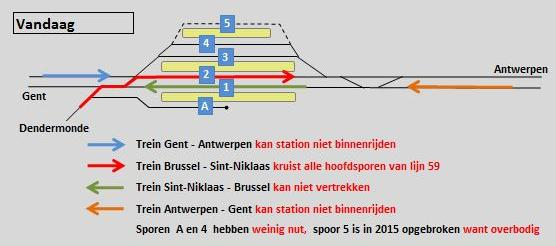 Vandaag
5
4
3
2
1
A
Antwerpen
Gent
Dendermonde
Trein Gent - Antwerpen kan station niet binnenrijden
Trein Brussel - Sint-Niklaas kruist alle hoofdsporen van lijn 59
Trein Sint-Niklaas - Brussel kan niet vertrekken
Trein Antwerpen - Gent kan station niet binnenrijden
Sporen A en 4 hebben weinig nut, spoor 5 is in 2015 opgebroken want overbodig